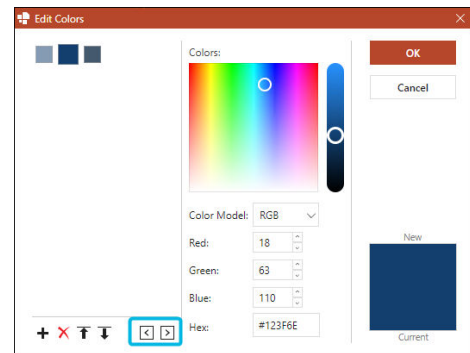 Edit Colors
Colors:
OK
Cancel
Color Model: RGB
Red: 18
Green: 63
Blue: 110
Hex: #123F6E
New
Current